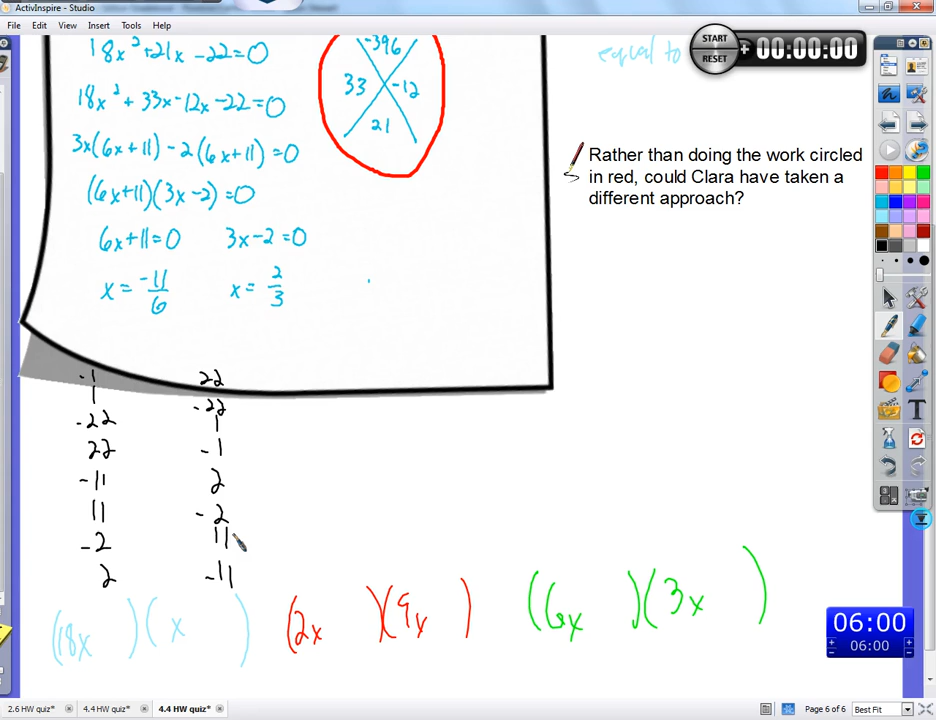 ActivInspire - Studio
File Edit View Insert Tools Help
equal to
START
RESET
+ 00:00:00
18x² +21x -22=0
18x² + 33x-12x-22=0
3x(6x+11) -2(6x+11)=0
(6x+11)(3x-2)=0
6x+11=0 3x-2=0
x= -11/6 x= 2/3
-396
33 -12
21
Rather than doing the work circled
in red, could Clara have taken a
different approach?
-1 22
1 -22
-22 1
22 -1
-11 2
11 -2
-2 11
2 -11
(18x )( x ) (2x )(9x ) (6x )(3x )
06:00
06:00
2.6 HW quiz* 4.4 HW quiz* 4.4 HW quiz* Page 6 of 6 Best Fit